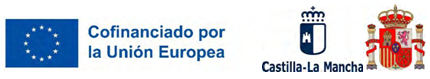 Cofinanciado por
la Unión Europea
Castilla-La Mancha